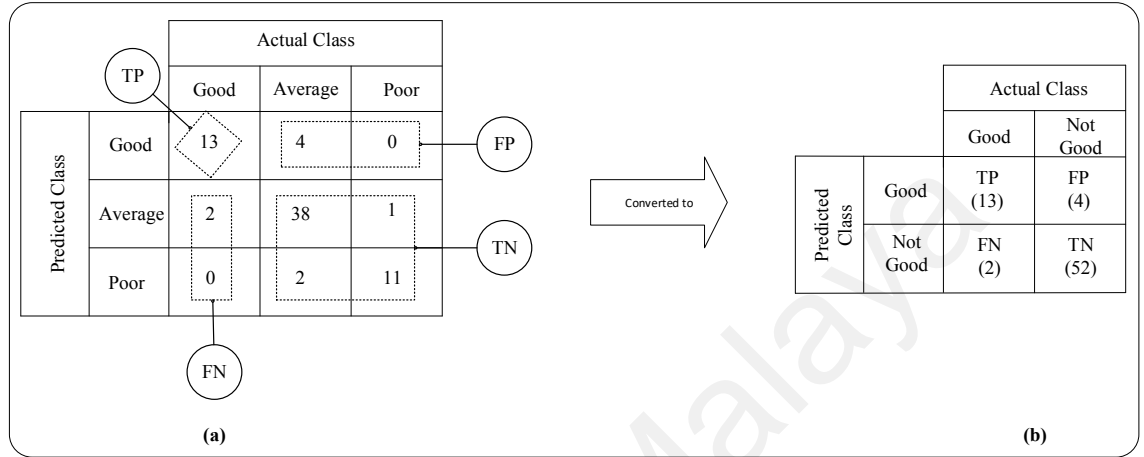 Actual Class
TP
Good Average Poor
Good 13 4 0
FP
Predicted Class
Average 2 38 1
TN
Poor 0 2 11
FN
(a)
Converted to
Actual Class
Good Not Good
Predicted Class
Good TP (13) FP (4)
Not Good FN (2) TN (52)
(b)
Malaya